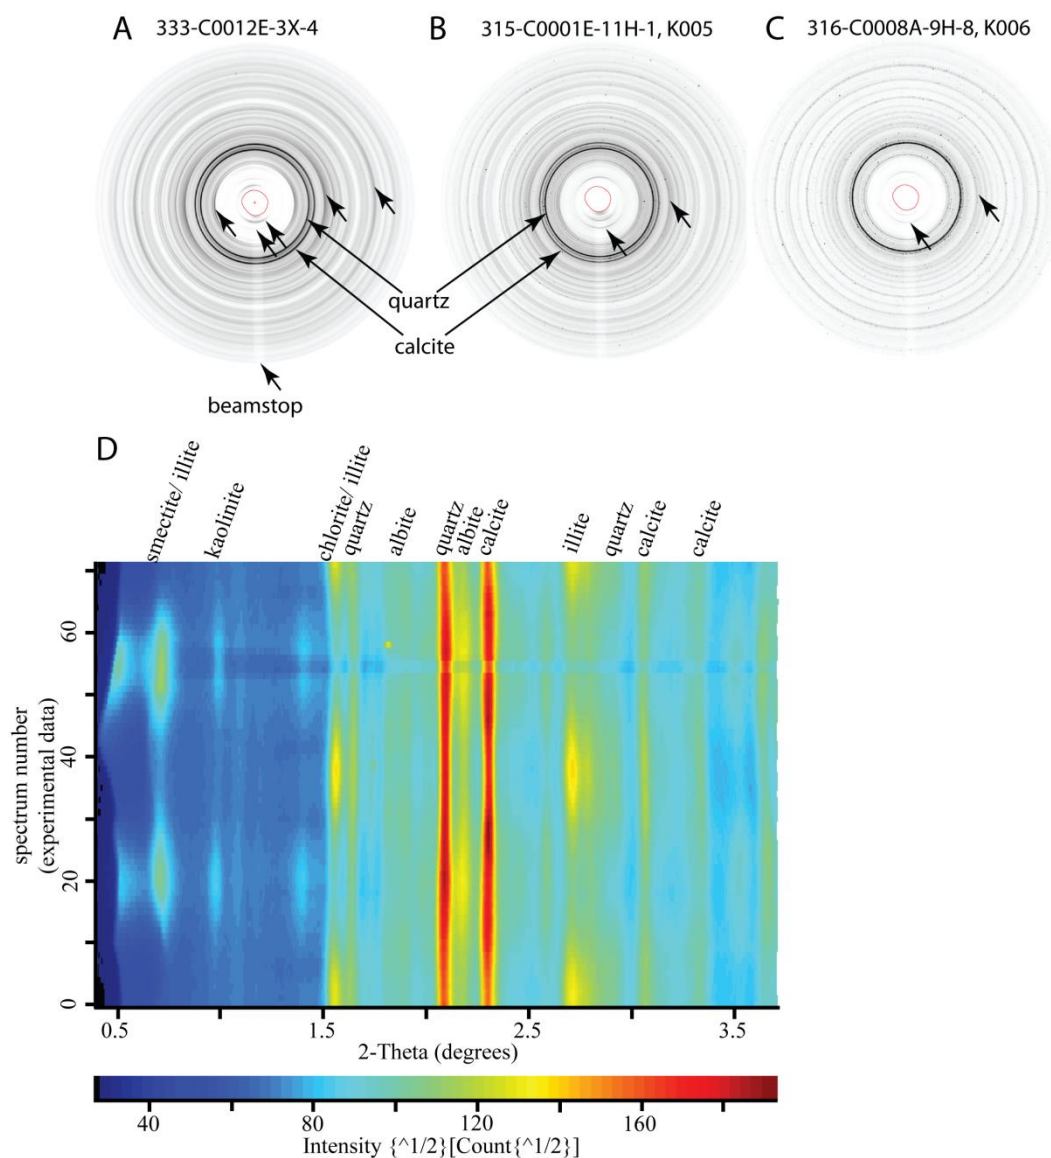 A 333-C0012E-3X-4
B 315-C0001E-11H-1, K005
C 316-C0008A-9H-8, K006
quartz
calcite
beamstop
D
smectite/ illite
kaolinite
chlorite/ illite
quartz
albite
quartz
albite
calcite
illite
quartz
calcite
calcite
spectrum number
(experimental data)
60
40
20
0
0.5 1.5 2.5 3.5
2-Theta (degrees)
40 80 120 160
Intensity {^1/2}[Count{^1/2}]